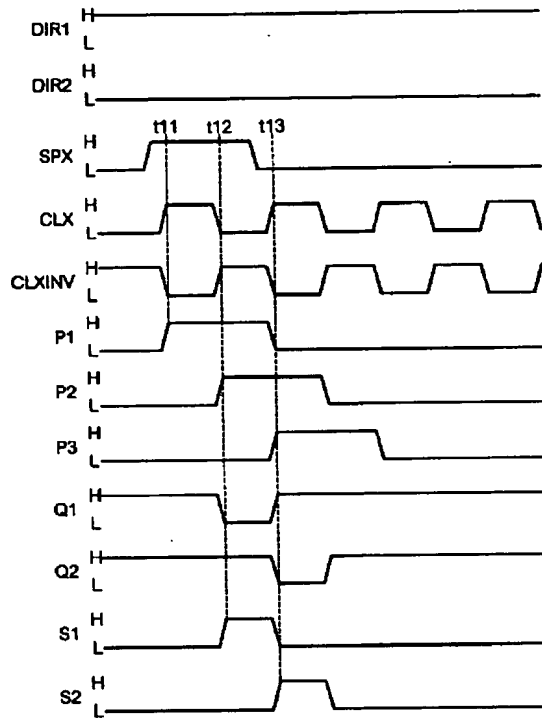 H
DIR1
L
H
DIR2
L
t11 t12 t13
H
SPX
L
H
CLX
L
H
CLXINV
L
H
P1
L
H
P2
L
H
P3
L
H
Q1
L
H
Q2
L
H
S1
L
H
S2
L